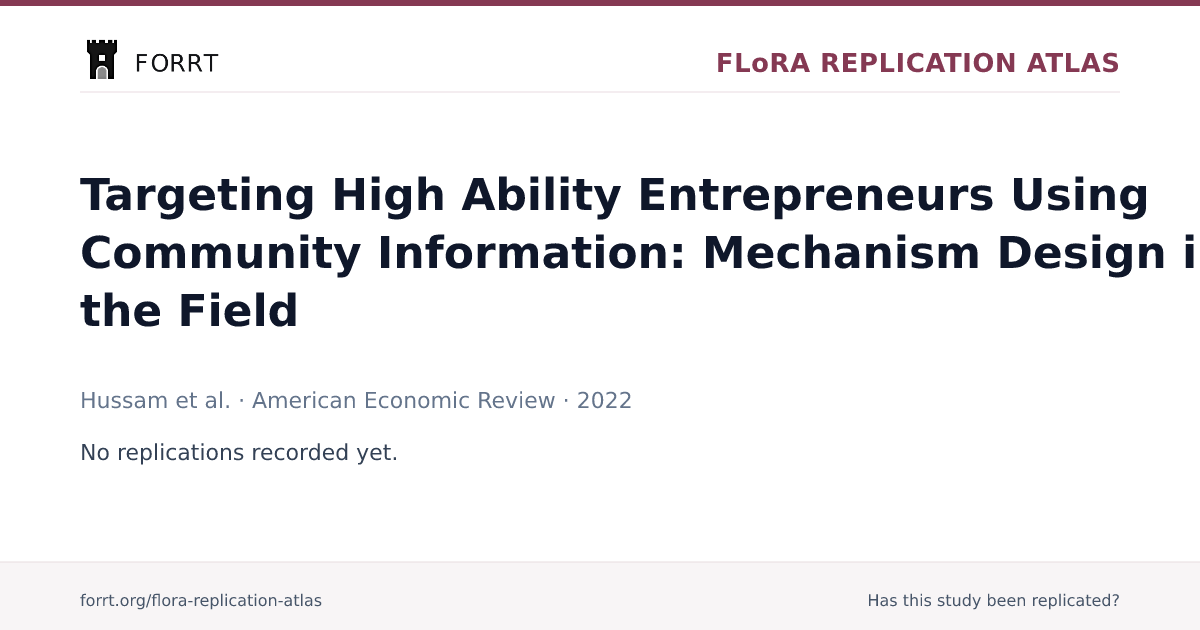 FORRT
FLoRA REPLICATION ATLAS
Targeting High Ability Entrepreneurs Using
Community Information: Mechanism Design i
the Field
Hussam et al. · American Economic Review · 2022
No replications recorded yet.
forrt.org/flora-replication-atlas
Has this study been replicated?